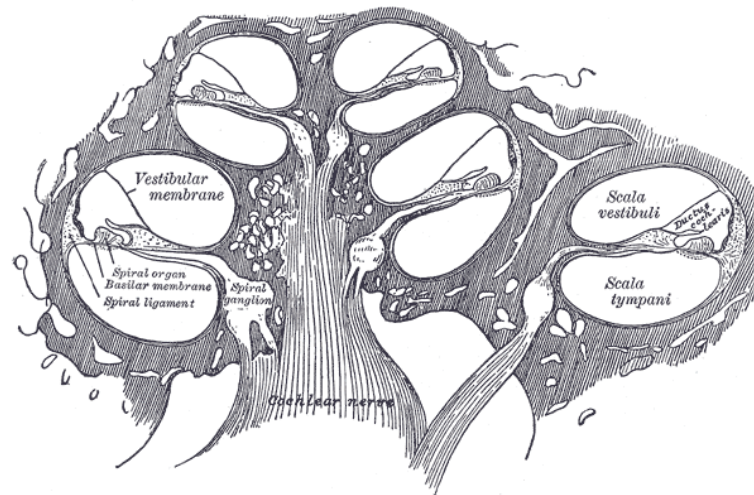 Vestibular
membrane
Spiral organ
Basilar membrane
Spiral ligament
Spiral
ganglion
Cochlear nerve
Scala
vestibuli
Ductus
coch-
learis
Scala
tympani